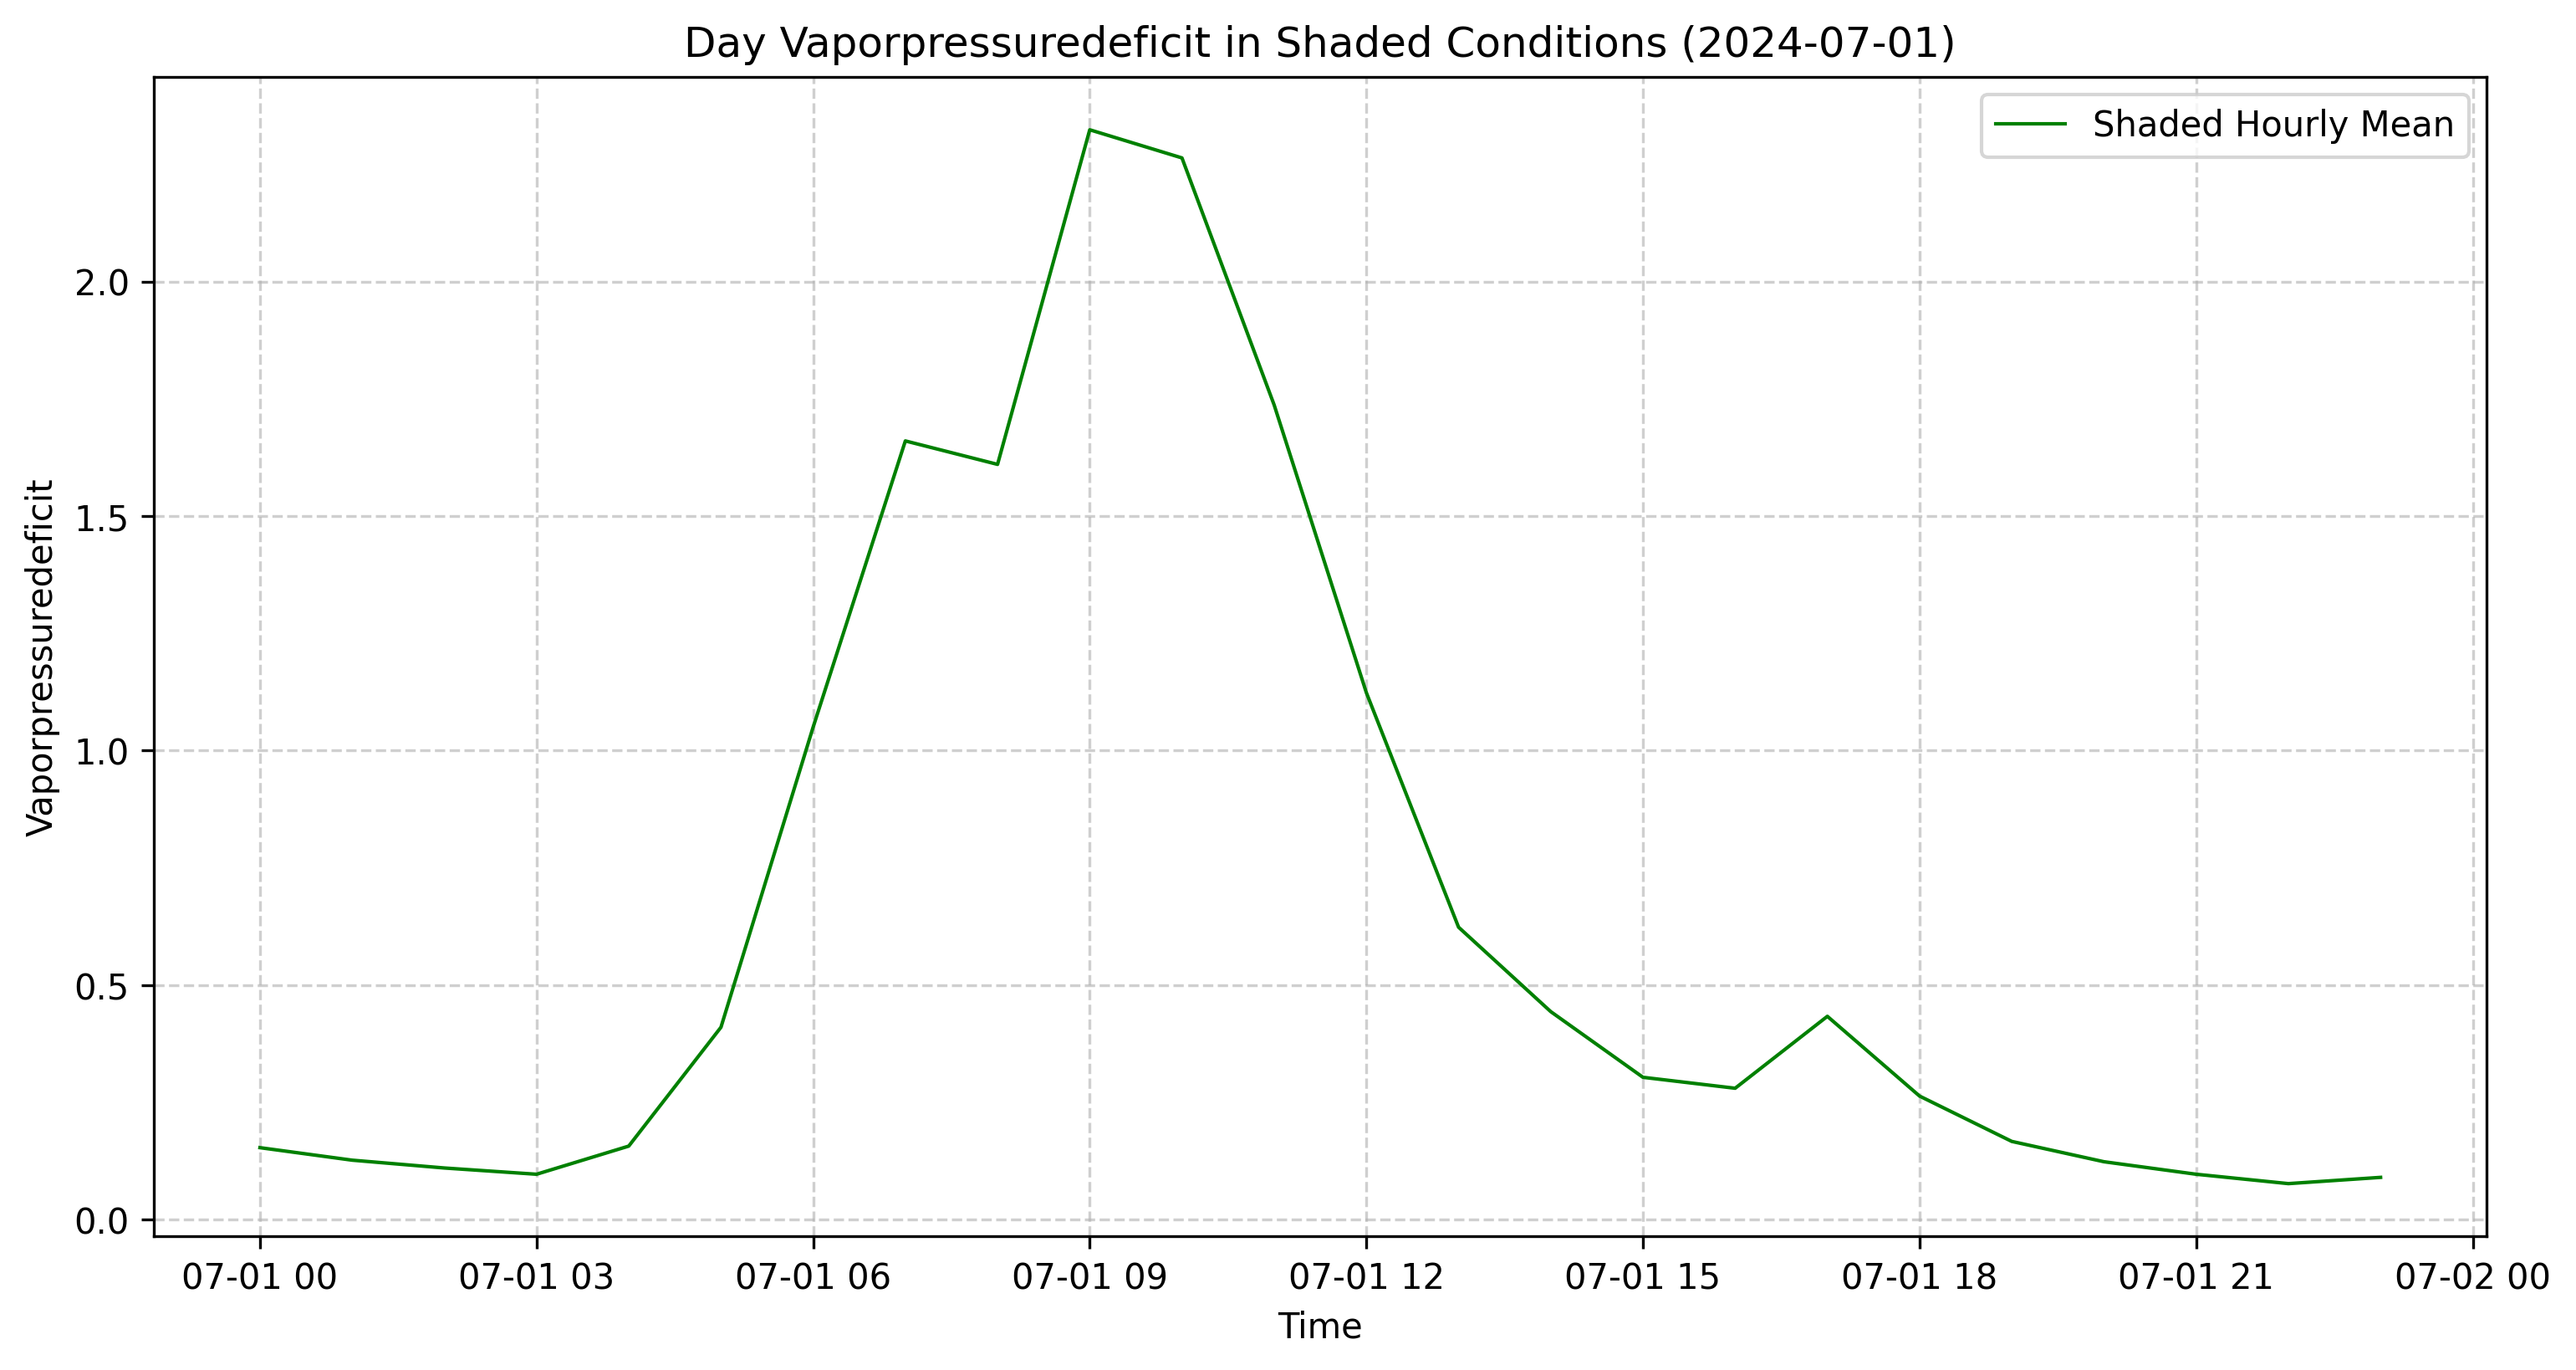 Day Vaporpressuredeficit in Shaded Conditions (2024-07-01)
Shaded Hourly Mean
Vaporpressuredeficit
2.0
1.5
1.0
0.5
0.0
07-01 00 07-01 03 07-01 06 07-01 09 07-01 12 07-01 15 07-01 18 07-01 21 07-02 00
Time